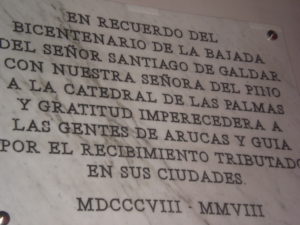 EN RECUERDO DEL
BICENTENARIO DE LA BAJADA
DEL SEÑOR SANTIAGO DE GALDAR
CON NUESTRA SEÑORA DEL PINO
A LA CATEDRAL DE LAS PALMAS
Y GRATITUD IMPERECEDERA A
LAS GENTES DE ARUCAS Y GUIA
POR EL RECIBIMIENTO TRIBUTADO
EN SUS CIUDADES.
MDCCCVIII - MMVIII